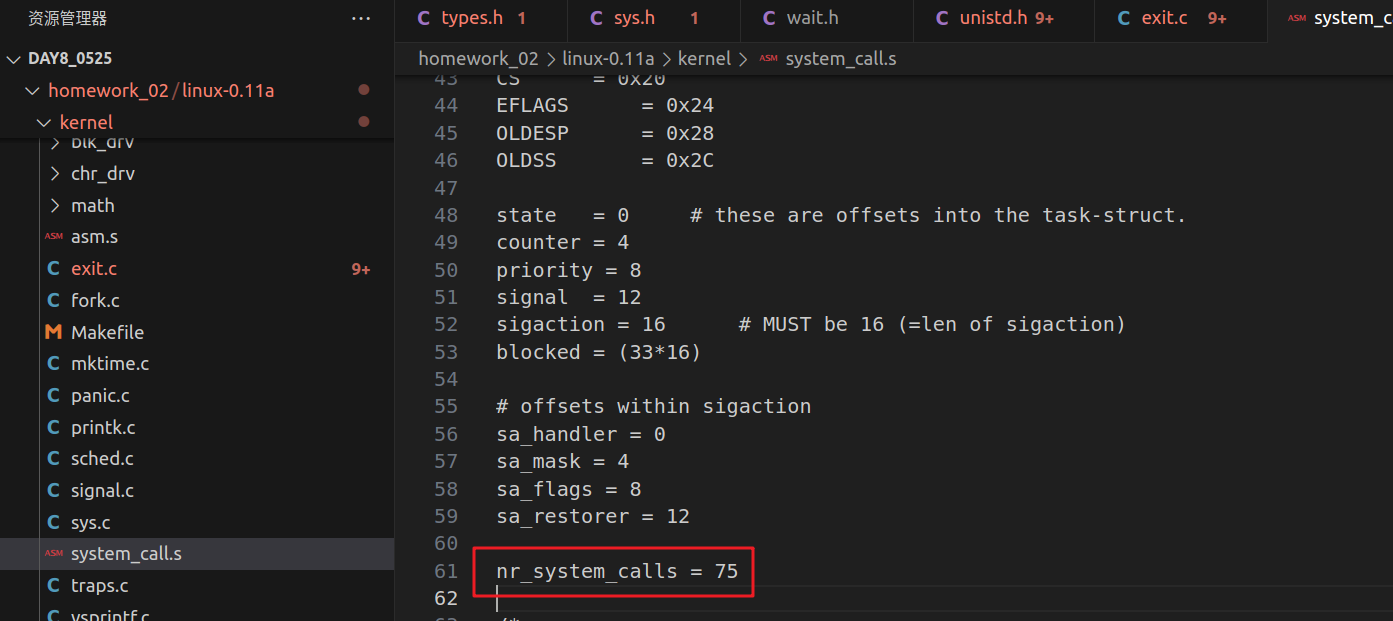 资源管理器 ...
DAY8_0525
homework_02/linux-0.11a
kernel
blk_drv
chr_drv
math
ASM asm.s
C exit.c 9+
C fork.c
M Makefile
C mktime.c
C panic.c
C printk.c
C sched.c
C signal.c
C sys.c
ASM system_call.s
C traps.c
C vsprintf.c
C types.h 1 C sys.h 1 C wait.h C unistd.h 9+ C exit.c 9+ ASM system_c
homework_02 > linux-0.11a > kernel > ASM system_call.s
43 CS = 0x20
44 EFLAGS = 0x24
45 OLDESP = 0x28
46 OLDSS = 0x2C
47
48 state = 0 # these are offsets into the task-struct.
49 counter = 4
50 priority = 8
51 signal = 12
52 sigaction = 16 # MUST be 16 (=len of sigaction)
53 blocked = (33*16)
54
55 # offsets within sigaction
56 sa_handler = 0
57 sa_mask = 4
58 sa_flags = 8
59 sa_restorer = 12
60
61 nr_system_calls = 75
62
63 /*